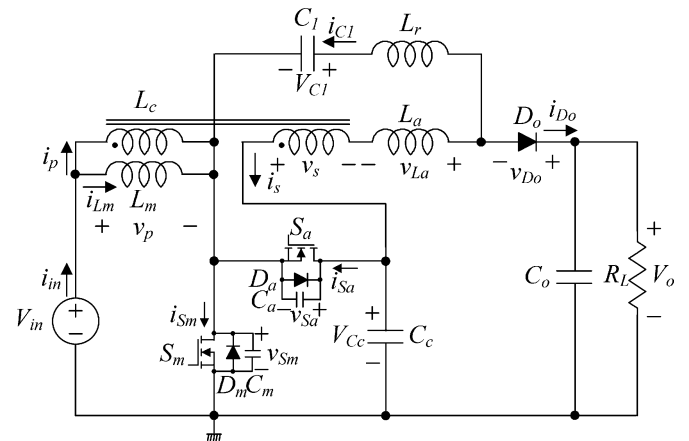 C1
iC1
Lr
− VC1 +
Lc
La
Do
iDo
ip
iLm
Lm
+ vp −
+ vs − − vLa +
is
− vDo +
Sa
Da
Ca − vSa +
iSa
iin
Vin
+
−
iSm
Sm
Dm Cm
+
vSm
−
+
VCc
−
Cc
Co
RL
+
Vo
−